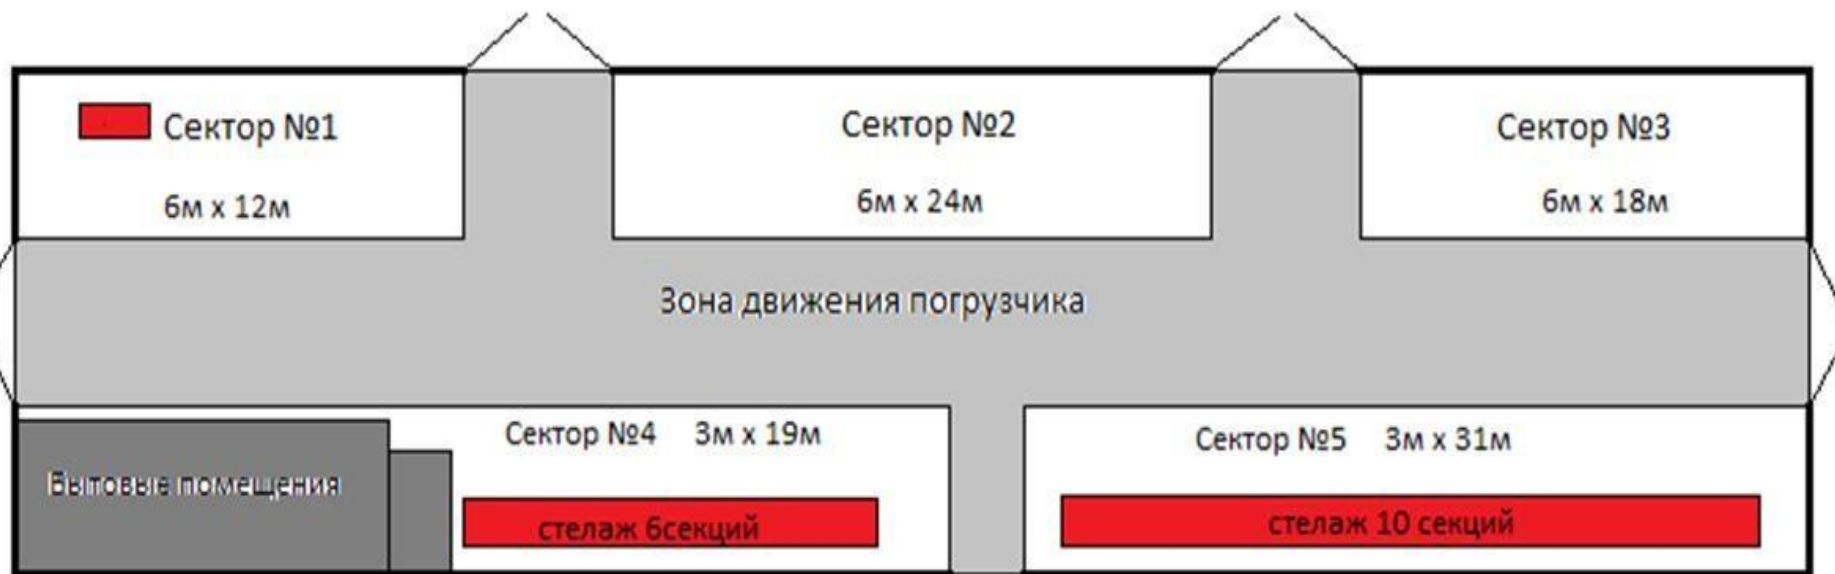 Сектор №1
6м х 12м
Сектор №2
6м х 24м
Сектор №3
6м х 18м
Зона движения погрузчика
Бытовые помещения
Сектор №4 3м х 19м
стелаж 6секций
Сектор №5 3м х 31м
стелаж 10 секций